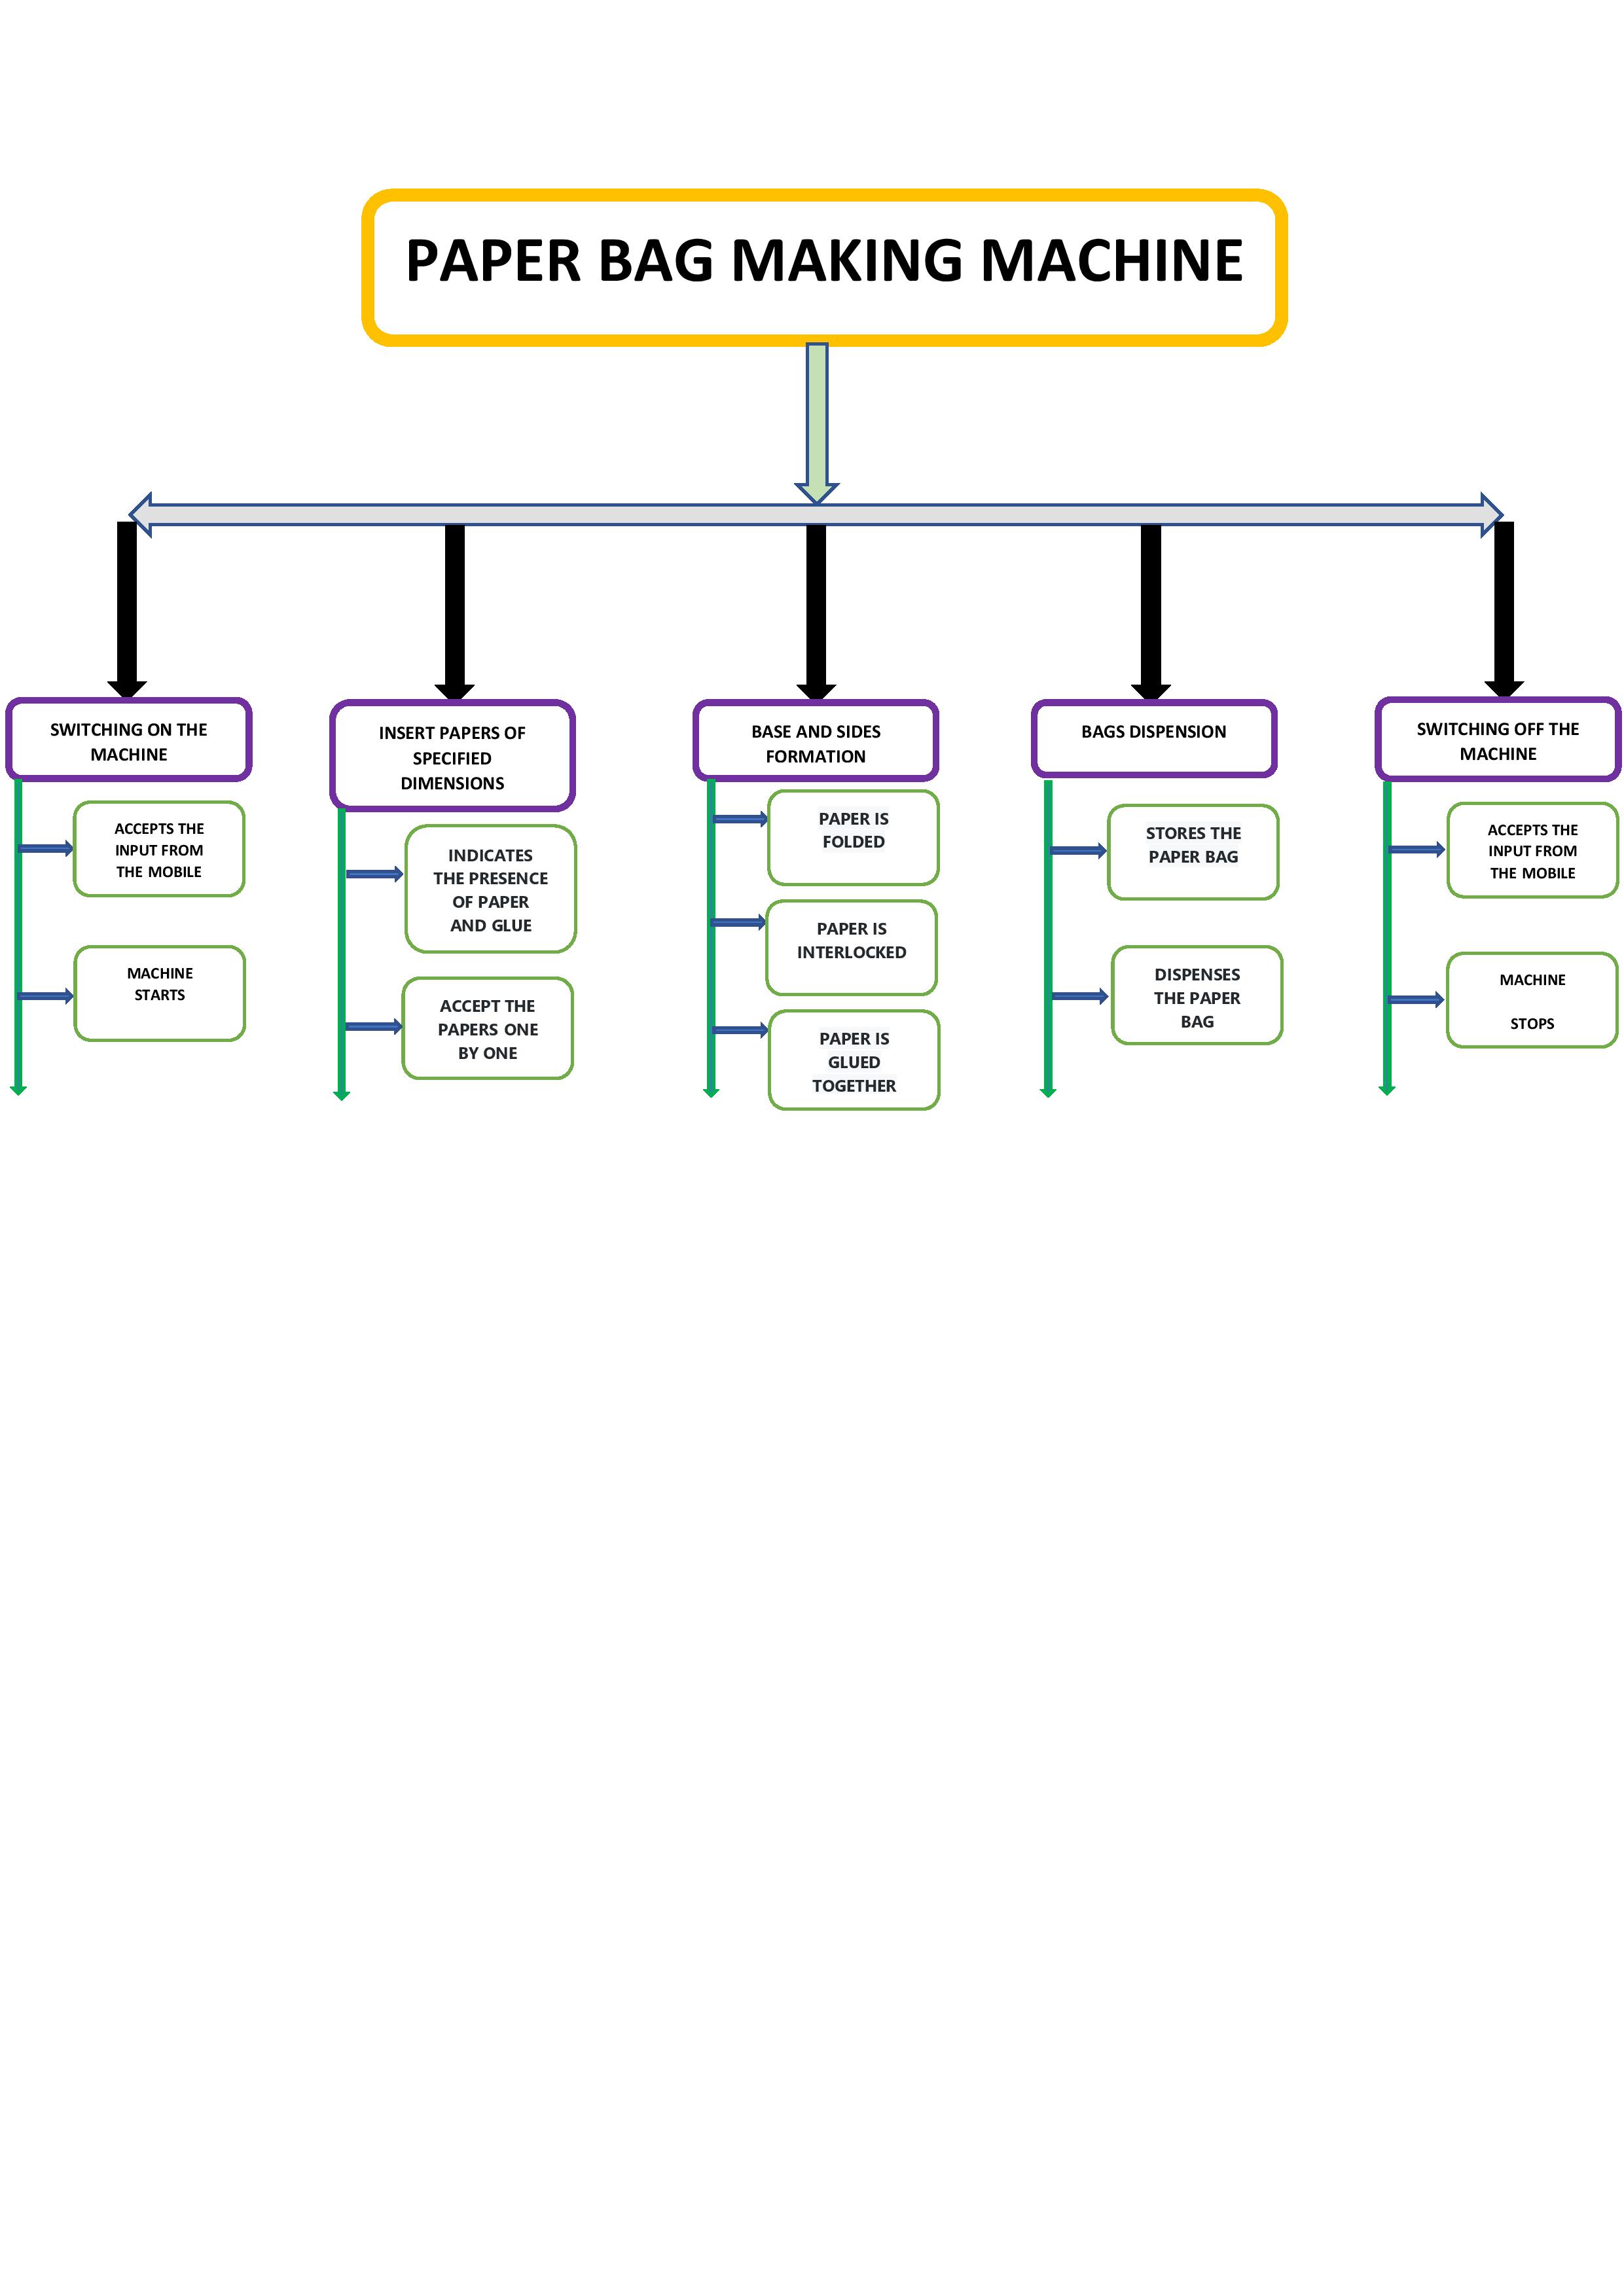 PAPER BAG MAKING MACHINE
SWITCHING ON THE
MACHINE
ACCEPTS THE
INPUT FROM
THE MOBILE
MACHINE
STARTS
INSERT PAPERS OF
SPECIFIED
DIMENSIONS
INDICATES
THE PRESENCE
OF PAPER
AND GLUE
ACCEPT THE
PAPERS ONE
BY ONE
BASE AND SIDES
FORMATION
PAPER IS
FOLDED
PAPER IS
INTERLOCKED
PAPER IS
GLUED
TOGETHER
BAGS DISPENSION
STORES THE
PAPER BAG
DISPENSES
THE PAPER
BAG
SWITCHING OFF THE
MACHINE
ACCEPTS THE
INPUT FROM
THE MOBILE
MACHINE
STOPS